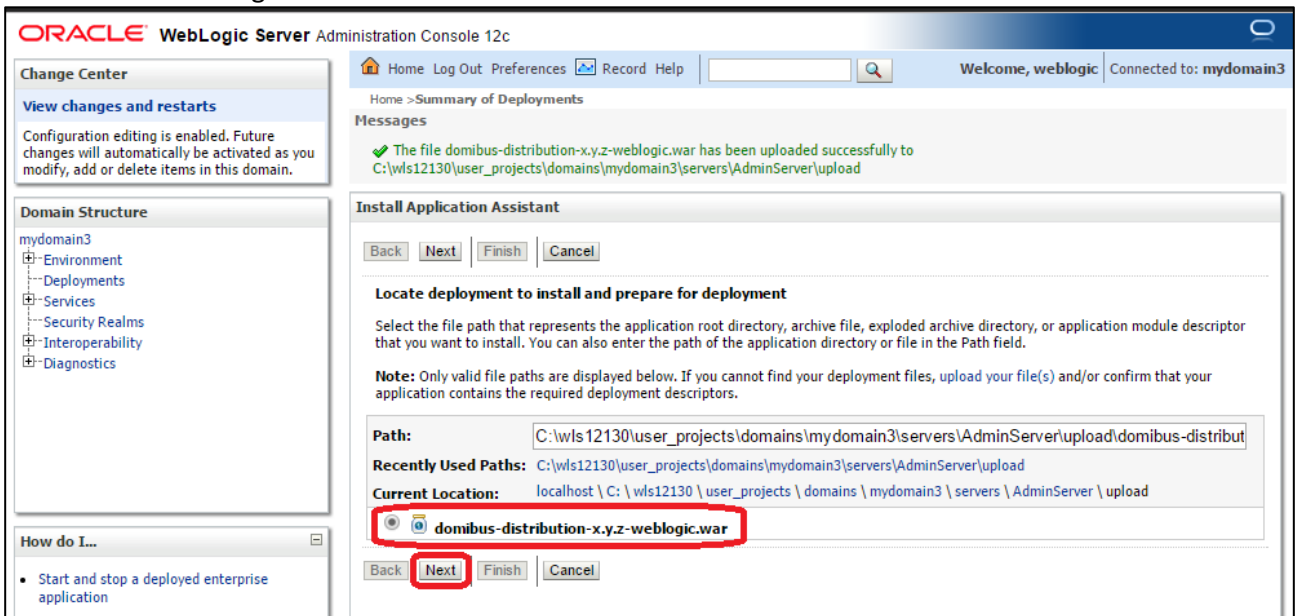 ORACLE WebLogic Server Administration Console 12c
Change Center
View changes and restarts
Configuration editing is enabled. Future
changes will automatically be activated as you
modify, add or delete items in this domain.
Domain Structure
mydomain3
Environment
Deployments
Services
Security Realms
Interoperability
Diagnostics
How do I...
Start and stop a deployed enterprise
application
Home Log Out Preferences Record Help
Welcome, weblogic Connected to: mydomain3
Home >Summary of Deployments
Messages
The file domibus-distribution-x.y.z-weblogic.war has been uploaded successfully to
C:\wls12130\user_projects\domains\mydomain3\servers\AdminServer\upload
Install Application Assistant
Back Next Finish Cancel
Locate deployment to install and prepare for deployment
Select the file path that represents the application root directory, archive file, exploded archive directory, or application module descriptor
that you want to install. You can also enter the path of the application directory or file in the Path field.
Note: Only valid file paths are displayed below. If you cannot find your deployment files, upload your file(s) and/or confirm that your
application contains the required deployment descriptors.
Path: C:\wls12130\user_projects\domains\mydomain3\servers\AdminServer\upload\domibus-distribut
Recently Used Paths: C:\wls12130\user_projects\domains\mydomain3\servers\AdminServer\upload
Current Location: localhost \ C: \ wls12130 \ user_projects \ domains \ mydomain3 \ servers \ AdminServer \ upload
domibus-distribution-x.y.z-weblogic.war
Back Next Finish Cancel